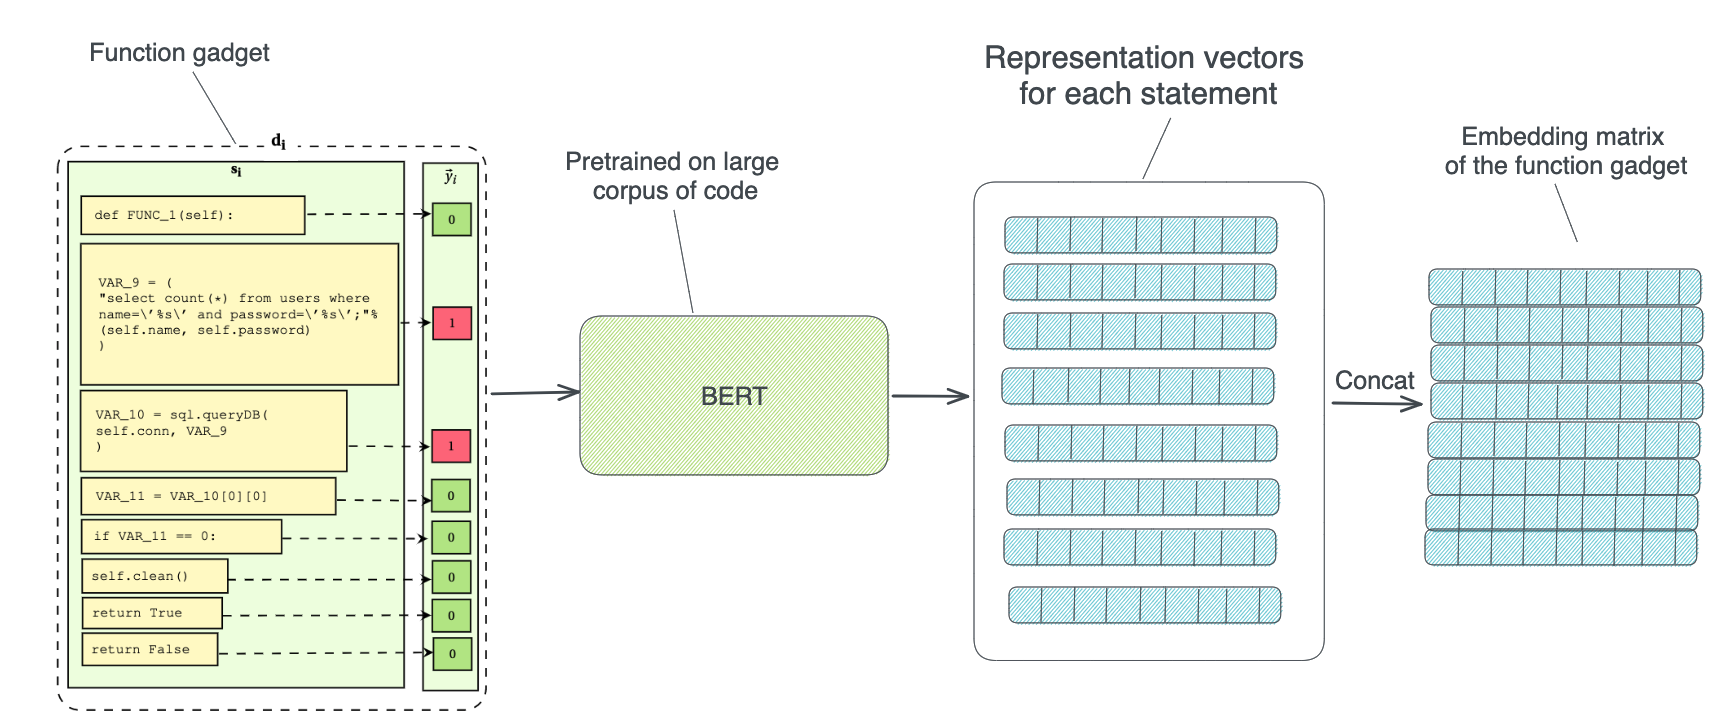 Function gadget
d_i
s_i
def FUNC_1(self):
VAR_9 = (
"select count(*) from users where
name=\’%s\’ and password=\’%s\’;"%
(self.name, self.password)
)
VAR_10 = sql.queryDB(
self.conn, VAR_9
)
VAR_11 = VAR_10[0][0]
if VAR_11 == 0:
self.clean()
return True
return False
y⃗_i
0
1
1
0
0
0
0
0
Pretrained on large
corpus of code
BERT
Representation vectors
for each statement
Concat
Embedding matrix
of the function gadget